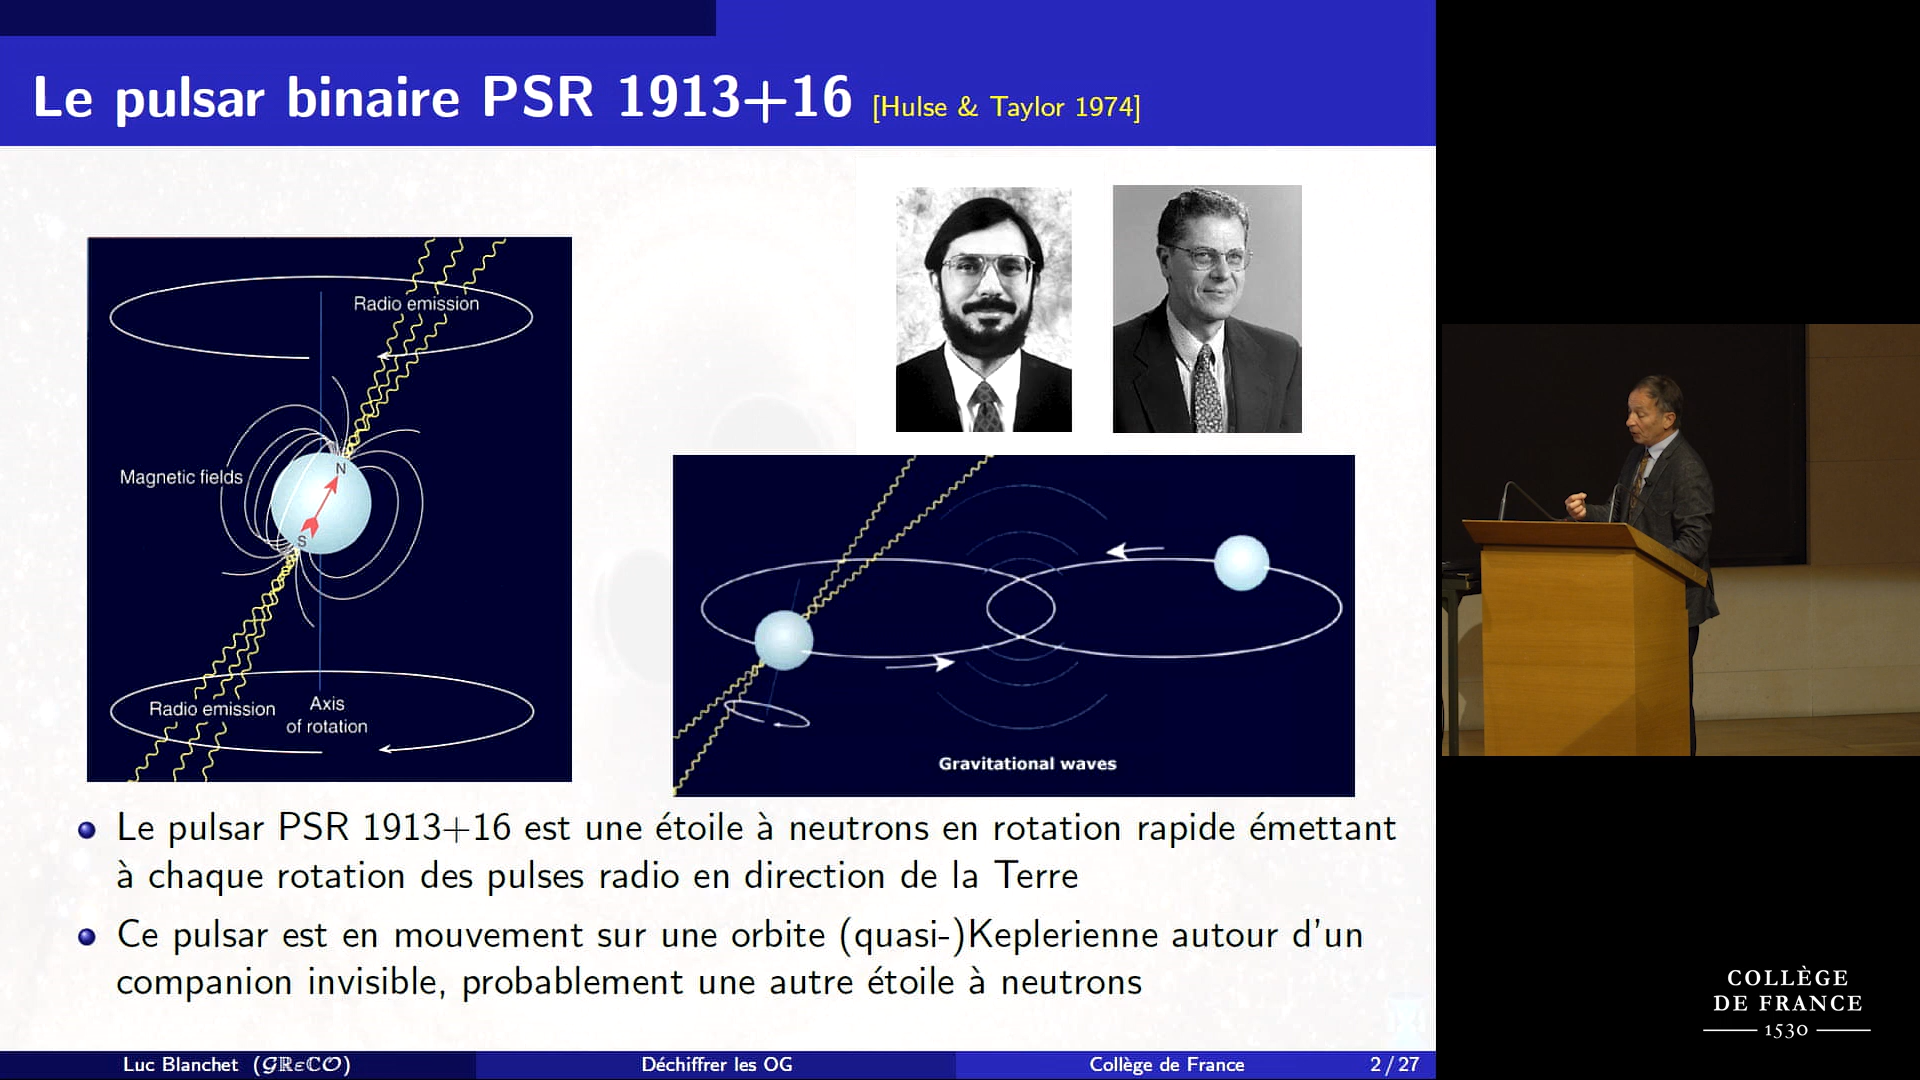 Le pulsar binaire PSR 1913+16 [Hulse & Taylor 1974]
Radio emission
Magnetic fields
N
S
Radio emission
Axis
of rotation
Gravitational waves
Le pulsar PSR 1913+16 est une étoile à neutrons en rotation rapide émettant
à chaque rotation des pulses radio en direction de la Terre
Ce pulsar est en mouvement sur une orbite (quasi-)Keplerienne autour d'un
companion invisible, probablement une autre étoile à neutrons
Luc Blanchet (GRεCO)
Déchiffrer les OG
Collège de France
2 / 27
COLLÈGE
DE FRANCE
1530